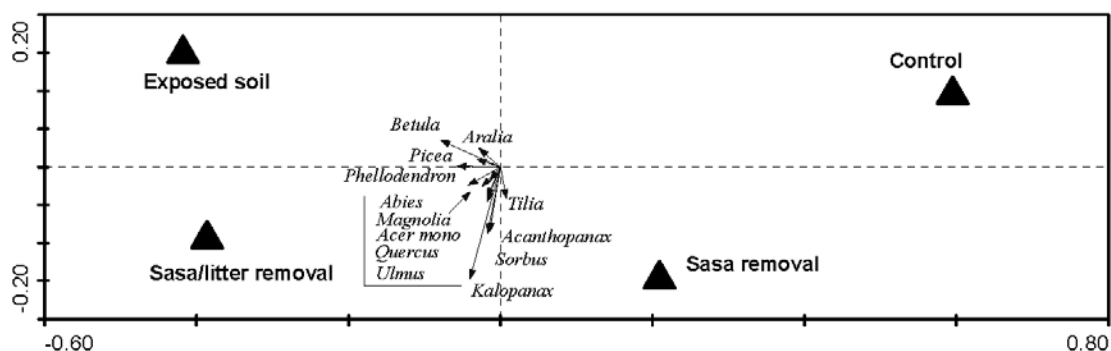 0.20
Control
Exposed soil
Betula
Aralia
Picea
Phellodendron
Abies
Tilia
Magnolia
Acer mono
Acanthopanax
Quercus
Sorbus
Sasa removal
Sasa/litter removal
Ulmus
Kalopanax
-0.20
-0.60
0.80